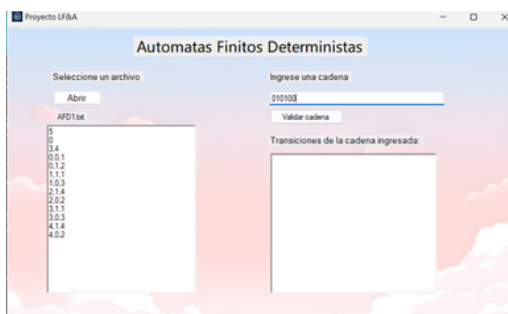 Proyecto LF&A
Automatas Finitos Deterministas
Seleccione un archivo
Abrir
AFD1.txt
5
0
3,4
0,0,1
0,1,2
1,1,1
1,0,3
2,1,4
2,0,2
3,1,1
3,0,3
4,1,4
4,0,2
Ingrese una cadena
010100
Validar cadena
Transiciones de la cadena ingresada: